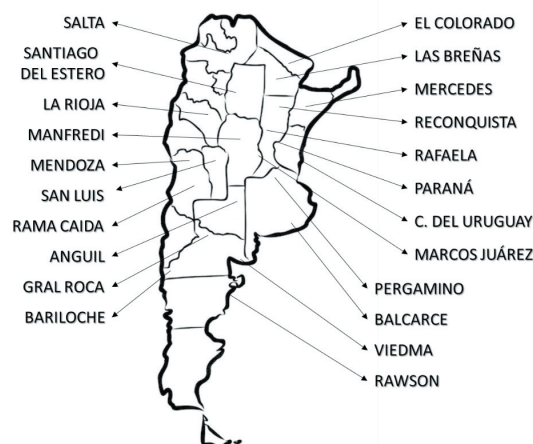 SALTA
SANTIAGO
DEL ESTERO
LA RIOJA
MANFREDI
MENDOZA
SAN LUIS
RAMA CAIDA
ANGUIL
GRAL ROCA
BARILOCHE
EL COLORADO
LAS BREÑAS
MERCEDES
RECONQUISTA
RAFAELA
PARANÁ
C. DEL URUGUAY
MARCOS JUÁREZ
PERGAMINO
BALCARCE
VIEDMA
RAWSON